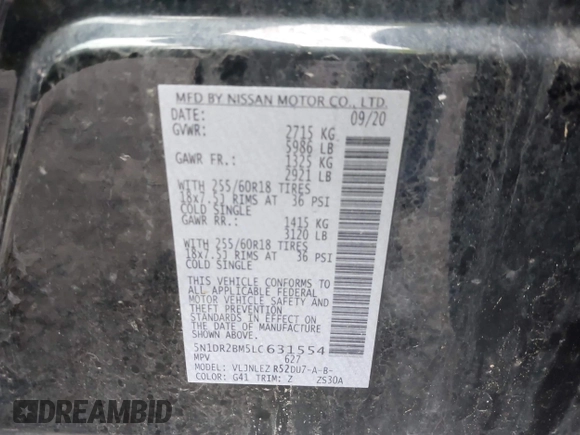 MFD BY NISSAN MOTOR CO., LTD.
DATE: 09/20
GVWR: 2715 KG
5986 LB
GAWR FR.: 1325 KG
2921 LB
WITH 255/60R18 TIRES
18x7.5J RIMS AT 36 PSI
COLD SINGLE
GAWR RR.: 1415 KG
3120 LB
WITH 255/60R18 TIRES
18x7.5J RIMS AT 36 PSI
COLD SINGLE
THIS VEHICLE CONFORMS TO
ALL APPLICABLE FEDERAL
MOTOR VEHICLE SAFETY AND
THEFT PREVENTION
STANDARDS IN EFFECT ON
THE DATE OF MANUFACTURE
SHOWN ABOVE.
5N1DR2BM5LC631554
MPV 627
MODEL: VLJNLEZ R52DU7-A-B-
COLOR: G41 TRIM: Z ZS30A